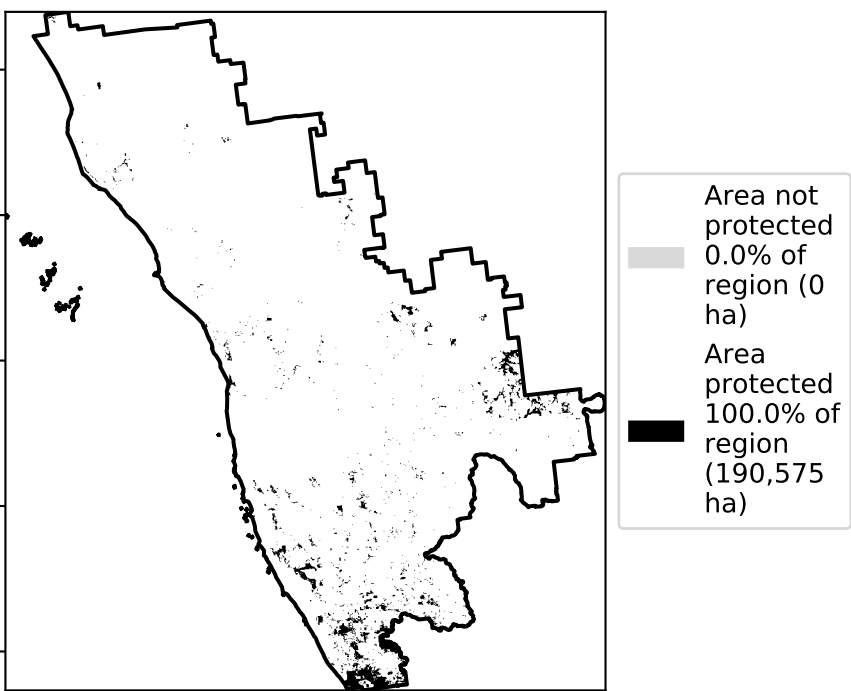 Area not
protected
0.0% of
region (0
ha)
Area
protected
100.0% of
region
(190,575
ha)